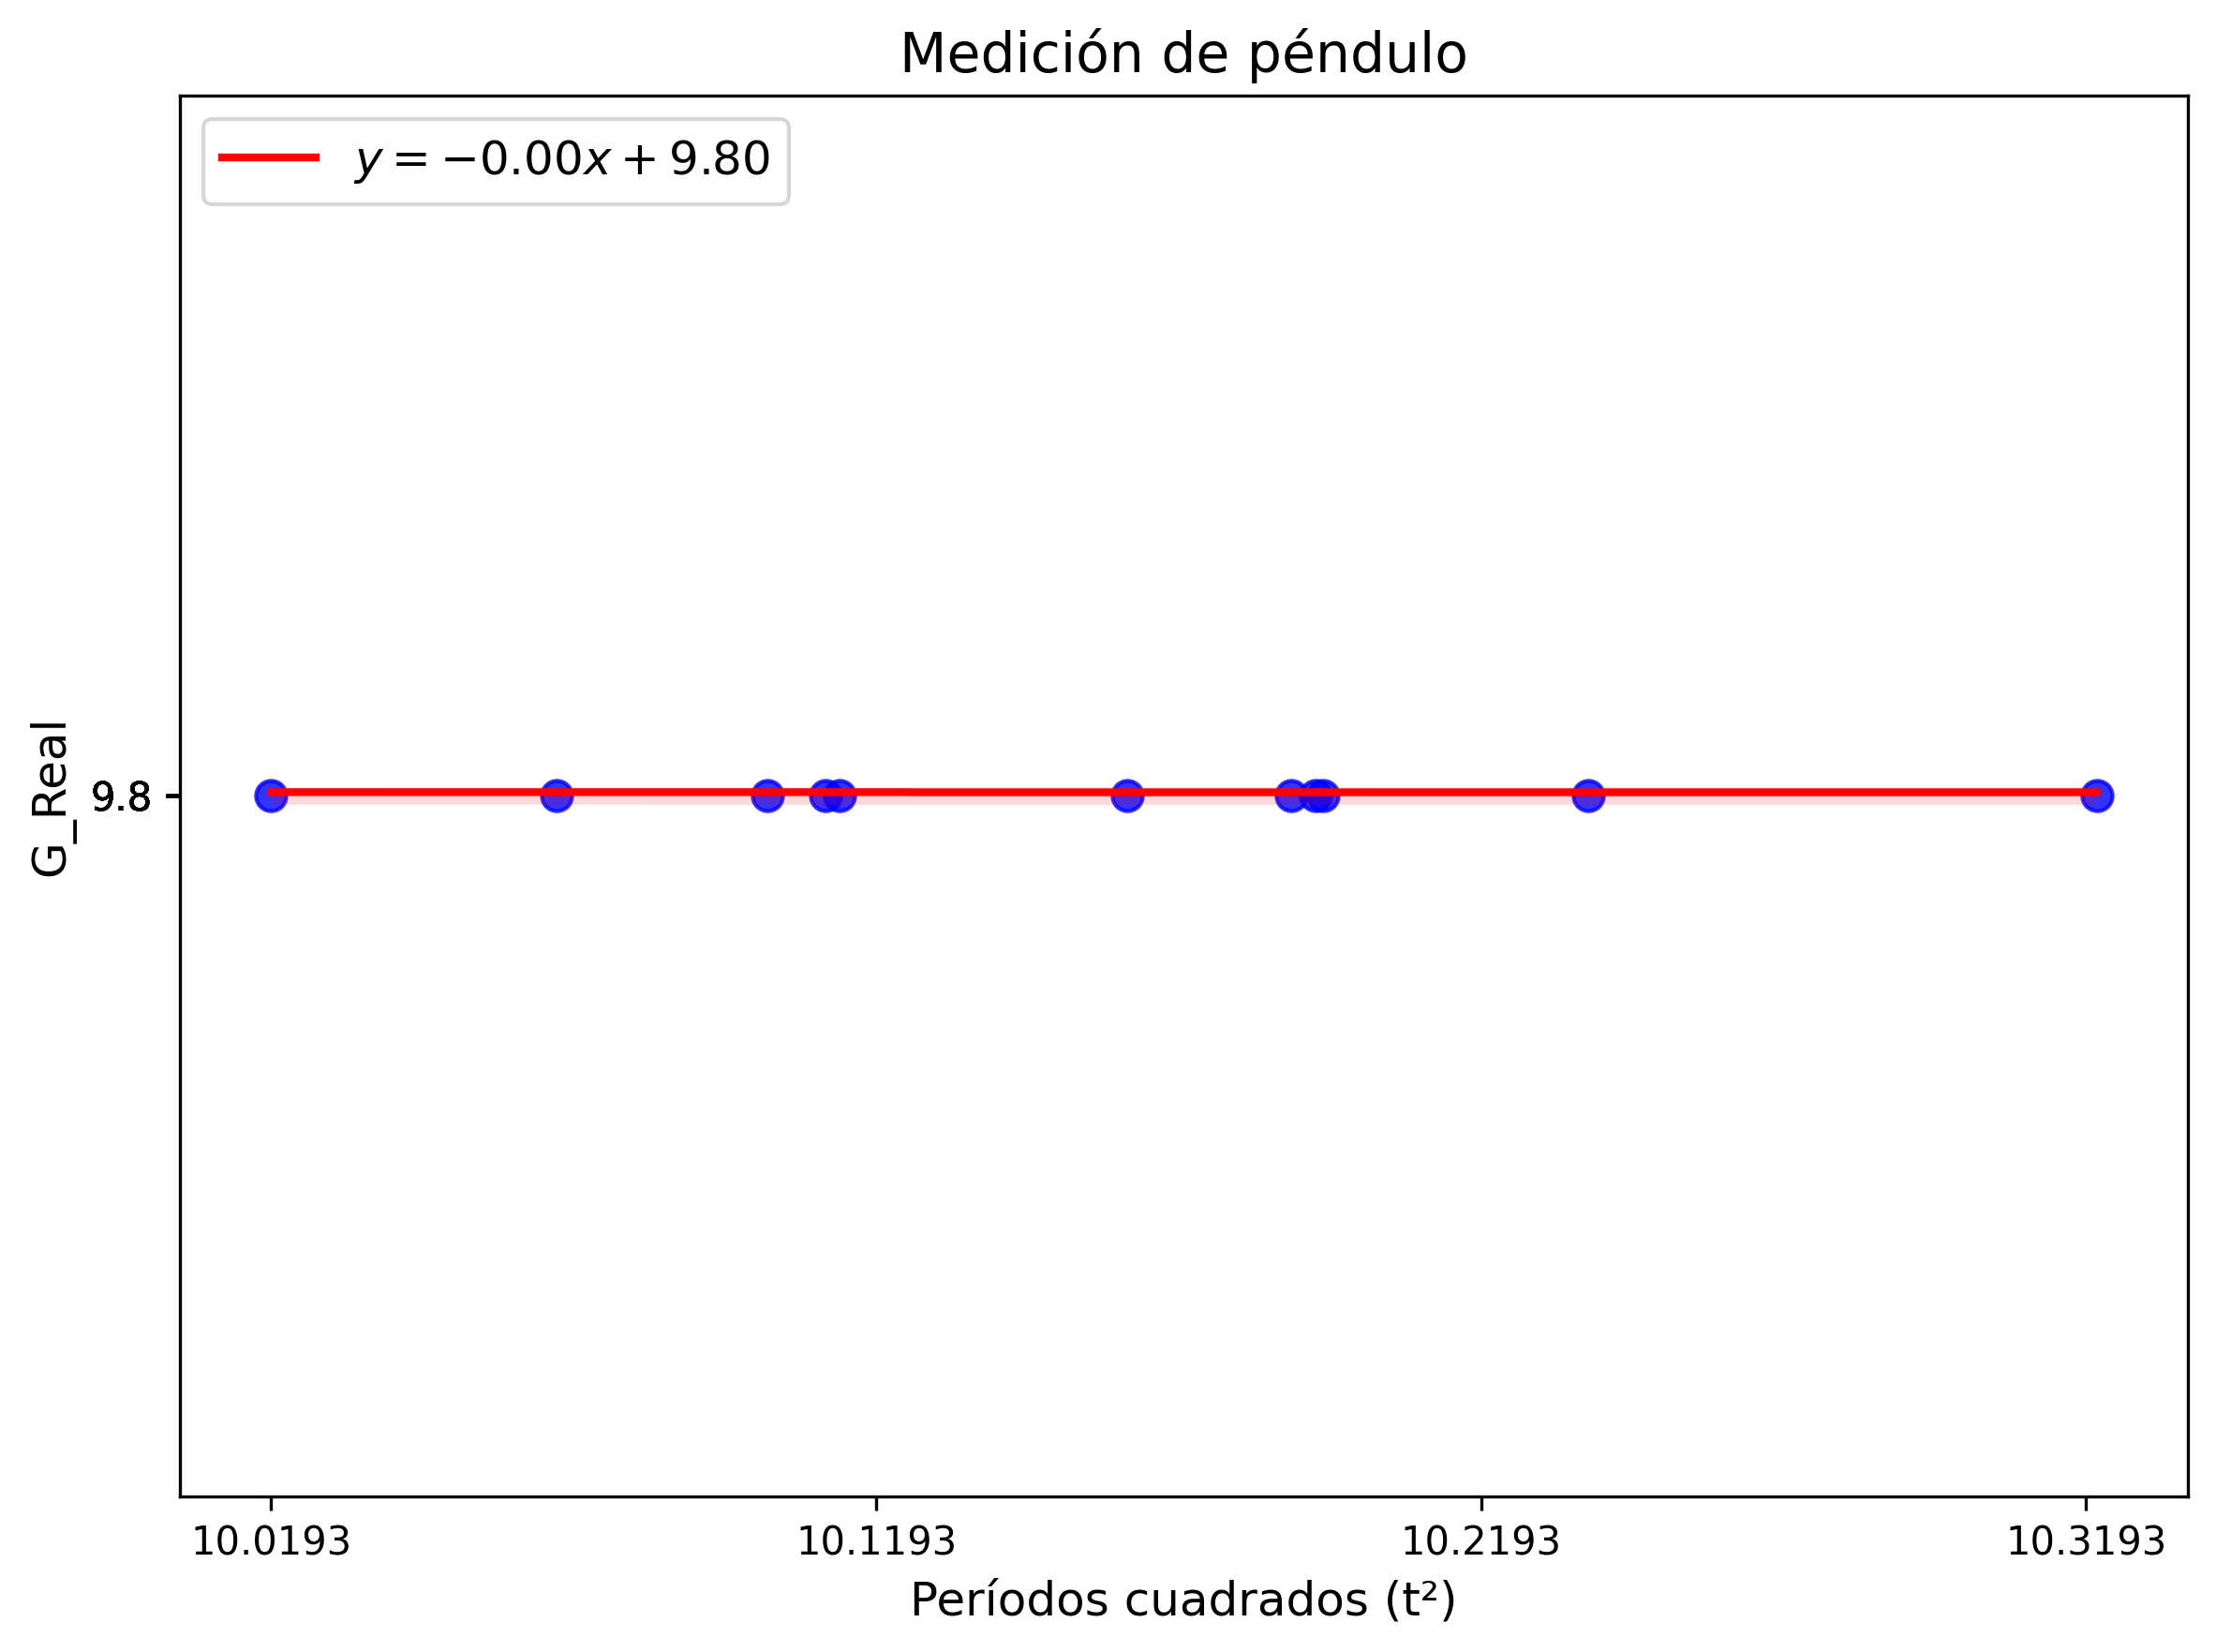 Medición de péndulo
y = −0.00x + 9.80
G_Real
9.8
10.0193 10.1193 10.2193 10.3193
Períodos cuadrados (t²)